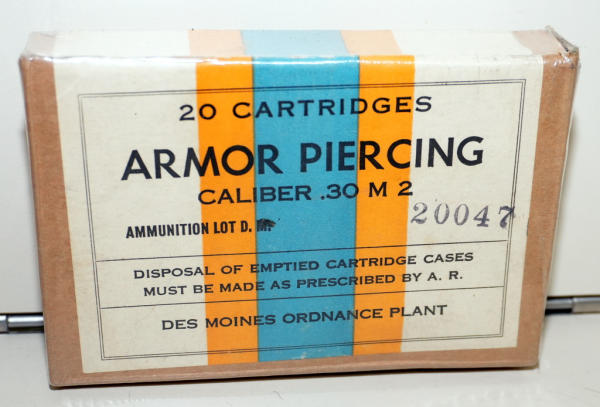 20 CARTRIDGES
ARMOR PIERCING
CALIBER .30 M 2
AMMUNITION LOT D. M. 20047
DISPOSAL OF EMPTIED CARTRIDGE CASES
MUST BE MADE AS PRESCRIBED BY A. R.
DES MOINES ORDNANCE PLANT